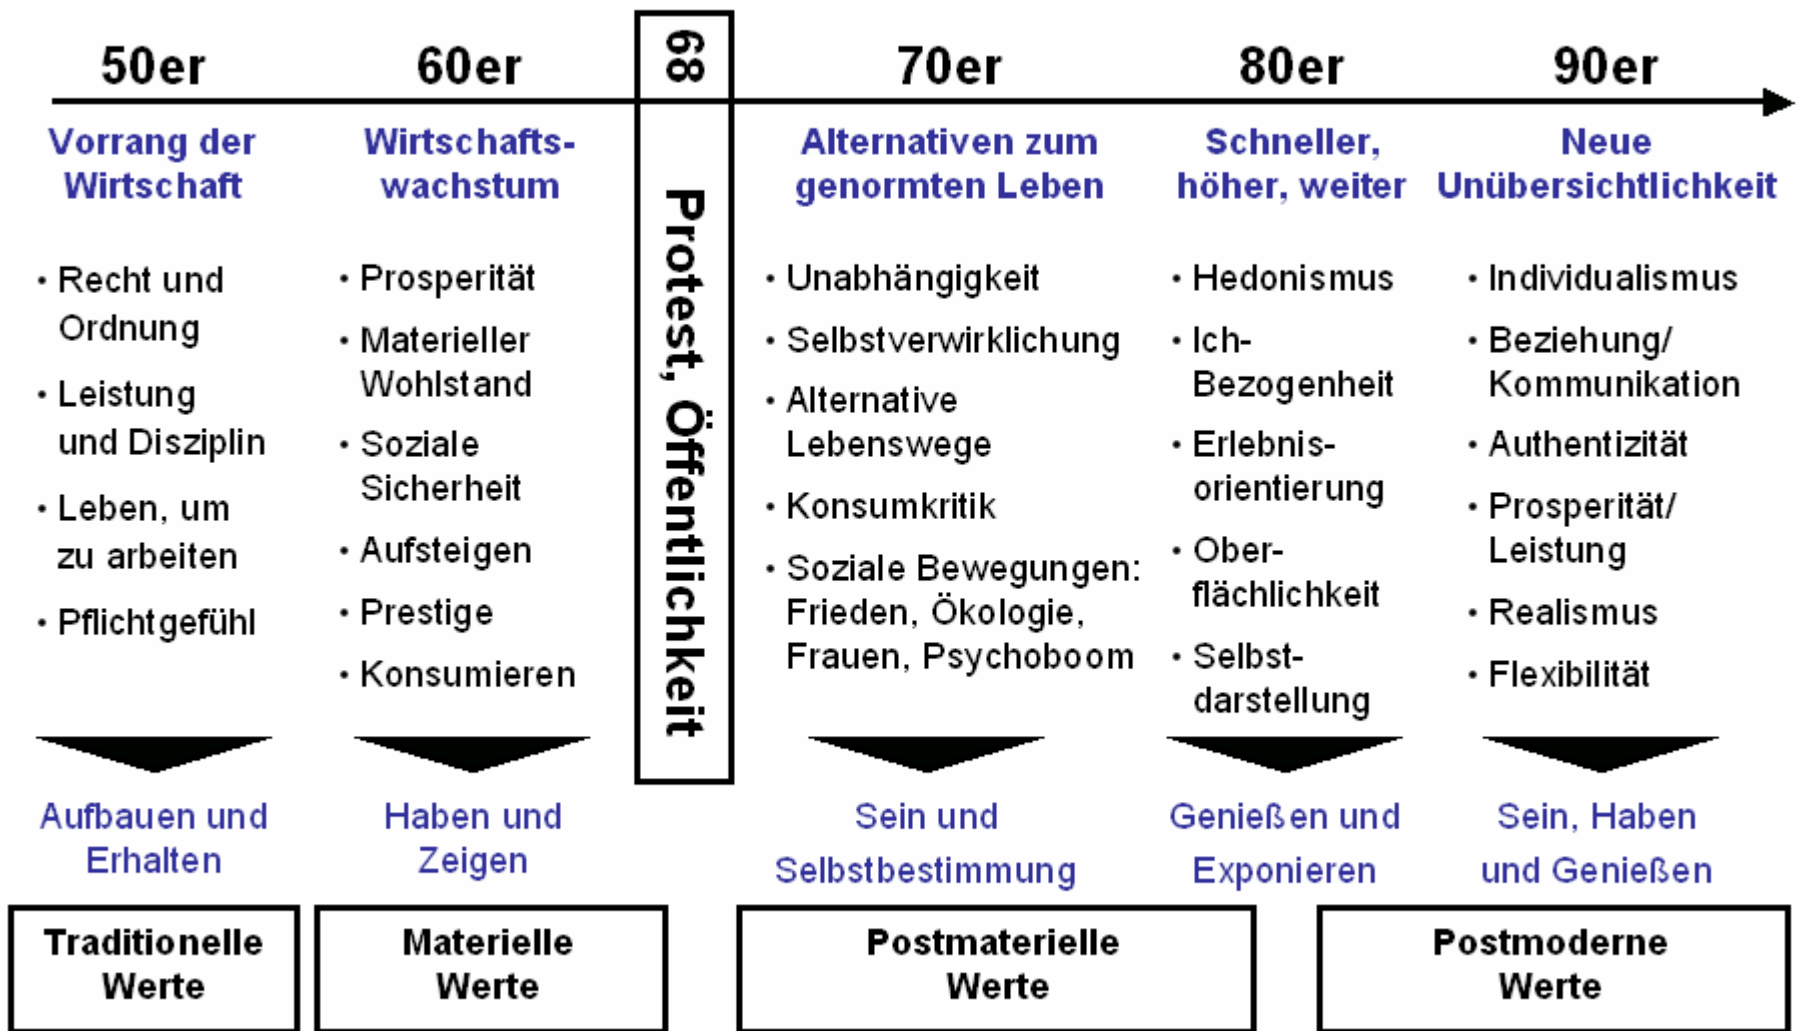 50er
60er
68
70er
80er
90er
Vorrang der
Wirtschaft
Wirtschafts-
wachstum
Protest, Öffentlichkeit
Alternativen zum
genormten Leben
Schneller,
höher, weiter
Neue
Unübersichtlichkeit
· Recht und
Ordnung
· Leistung
und Disziplin
· Leben, um
zu arbeiten
· Pflichtgefühl
· Prosperität
· Materieller
Wohlstand
· Soziale
Sicherheit
· Aufsteigen
· Prestige
· Konsumieren
· Unabhängigkeit
· Selbstverwirklichung
· Alternative
Lebenswege
· Konsumkritik
· Soziale Bewegungen:
Frieden, Ökologie,
Frauen, Psychoboom
· Hedonismus
· Ich-
Bezogenheit
· Erlebnis-
orientierung
· Ober-
flächlichkeit
· Selbst-
darstellung
· Individualismus
· Beziehung/
Kommunikation
· Authentizität
· Prosperität/
Leistung
· Realismus
· Flexibilität
Aufbauen und
Erhalten
Haben und
Zeigen
Sein und
Selbstbestimmung
Genießen und
Exponieren
Sein, Haben
und Genießen
Traditionelle
Werte
Materielle
Werte
Postmaterielle
Werte
Postmoderne
Werte